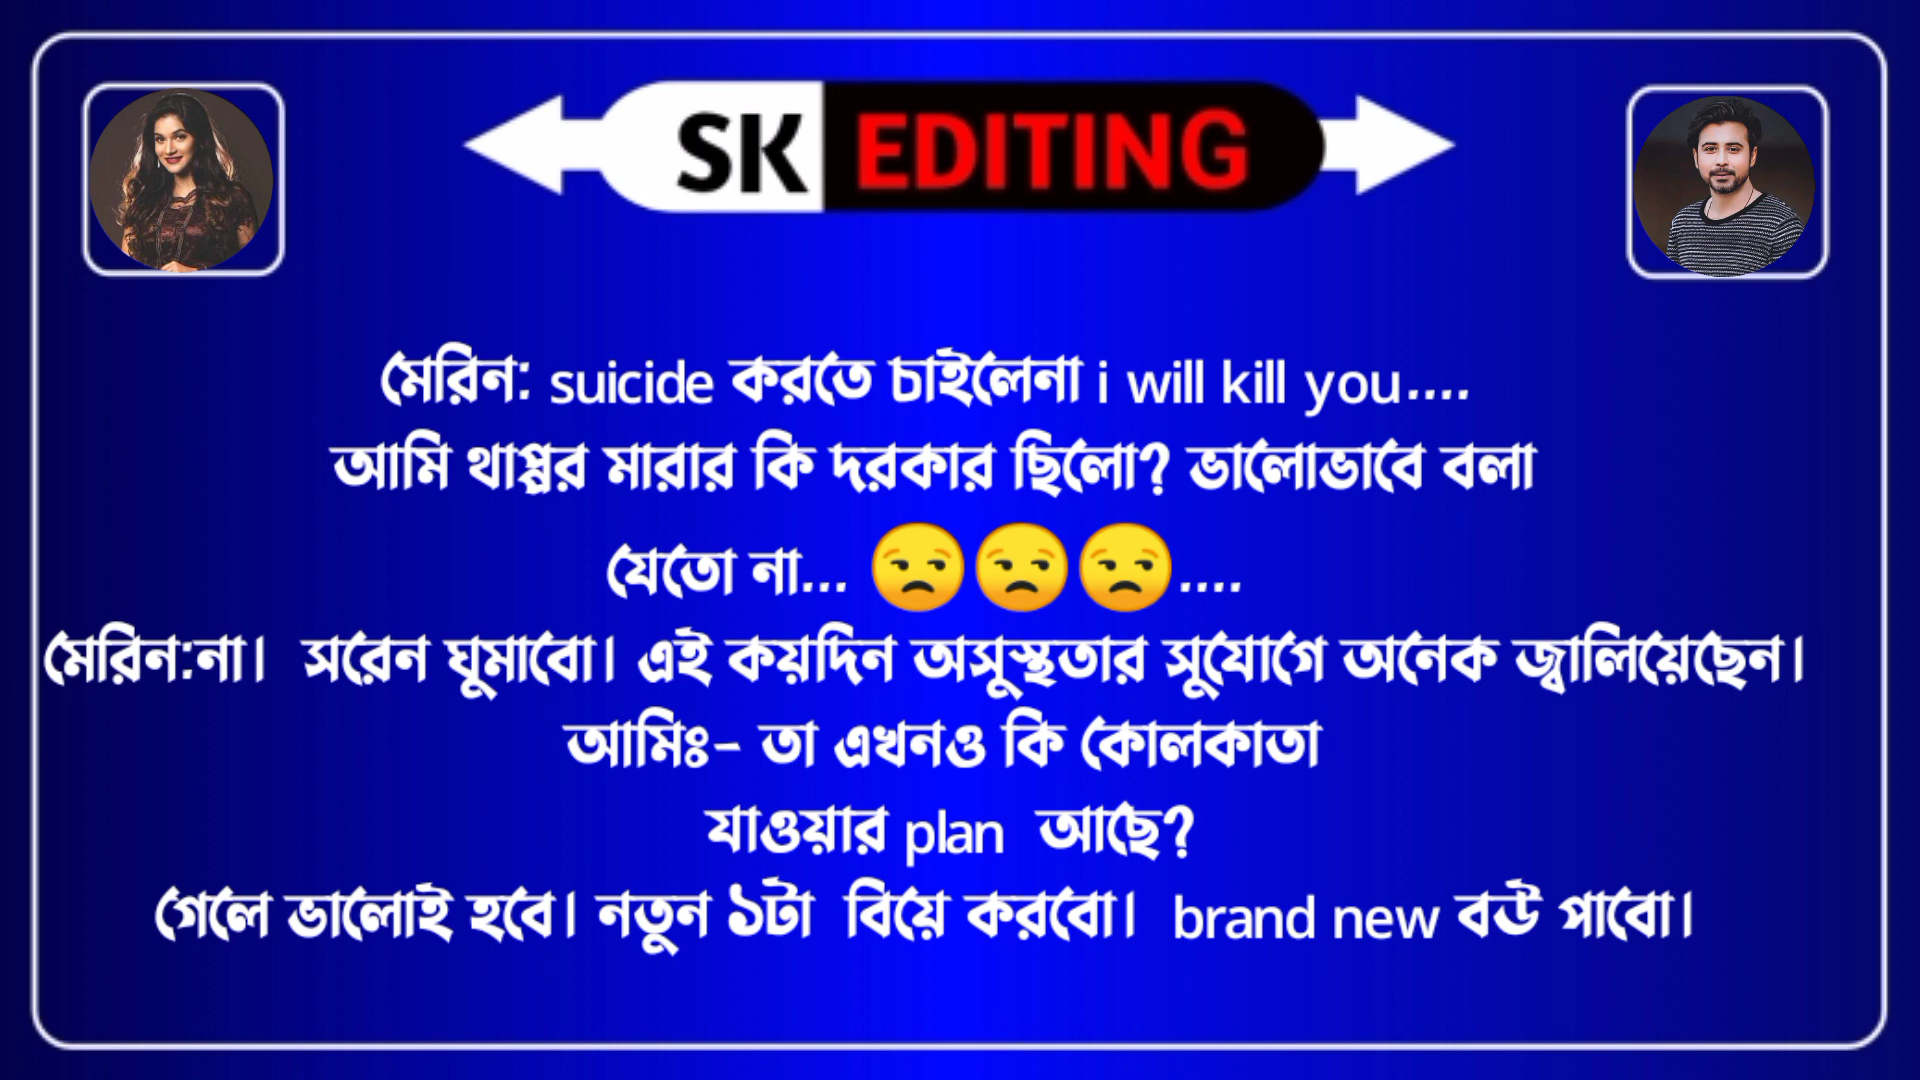 SK EDITING
মেরিন: suicide করতে চাইলেনা i will kill you....
আমি থাপ্পর মারার কি দরকার ছিলো? ভালোভাবে বলা
যেতো না... 😒😒😒....
মেরিন:না।  সরেন ঘুমাবো। এই কয়দিন অসুস্থতার সুযোগে অনেক জ্বালিয়েছেন।
আমিঃ- তা এখনও কি কোলকাতা
যাওয়ার plan  আছে?
গেলে ভালোই হবে। নতুন ১টা  বিয়ে করবো।  brand new বউ পাবো।